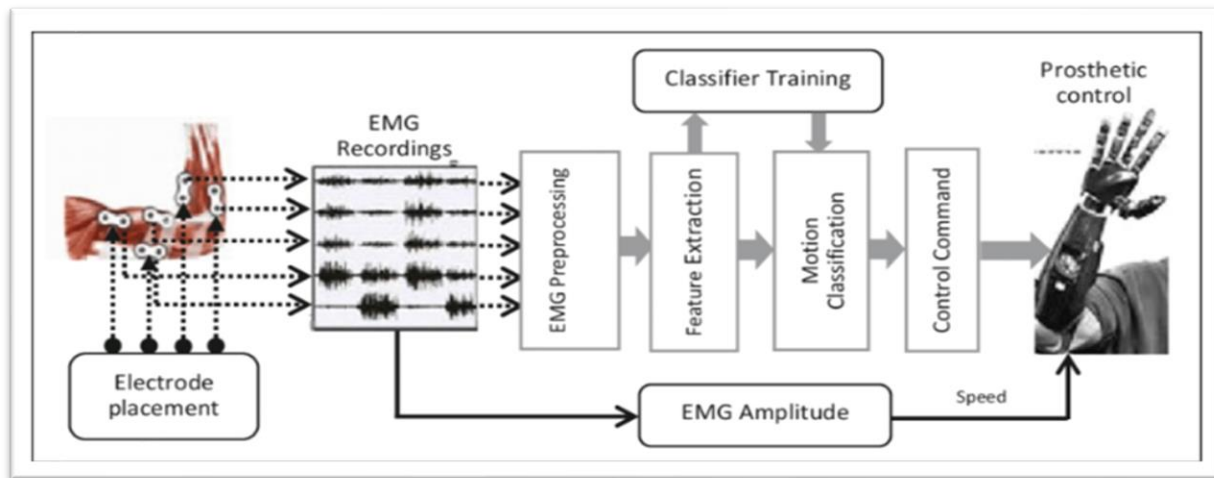 EMG
Recordings
Electrode
placement
EMG Preprocessing
Feature Extraction
Classifier Training
Motion
Classification
Control Command
Prosthetic
control
EMG Amplitude
Speed